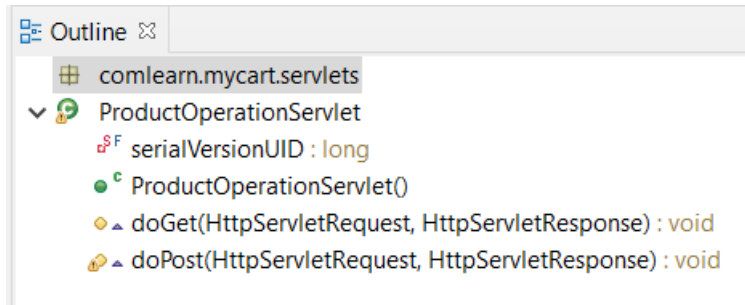 Outline
comlearn.mycart.servlets
ProductOperationServlet
S F serialVersionUID : long
C ProductOperationServlet()
doGet(HttpServletRequest, HttpServletResponse) : void
doPost(HttpServletRequest, HttpServletResponse) : void